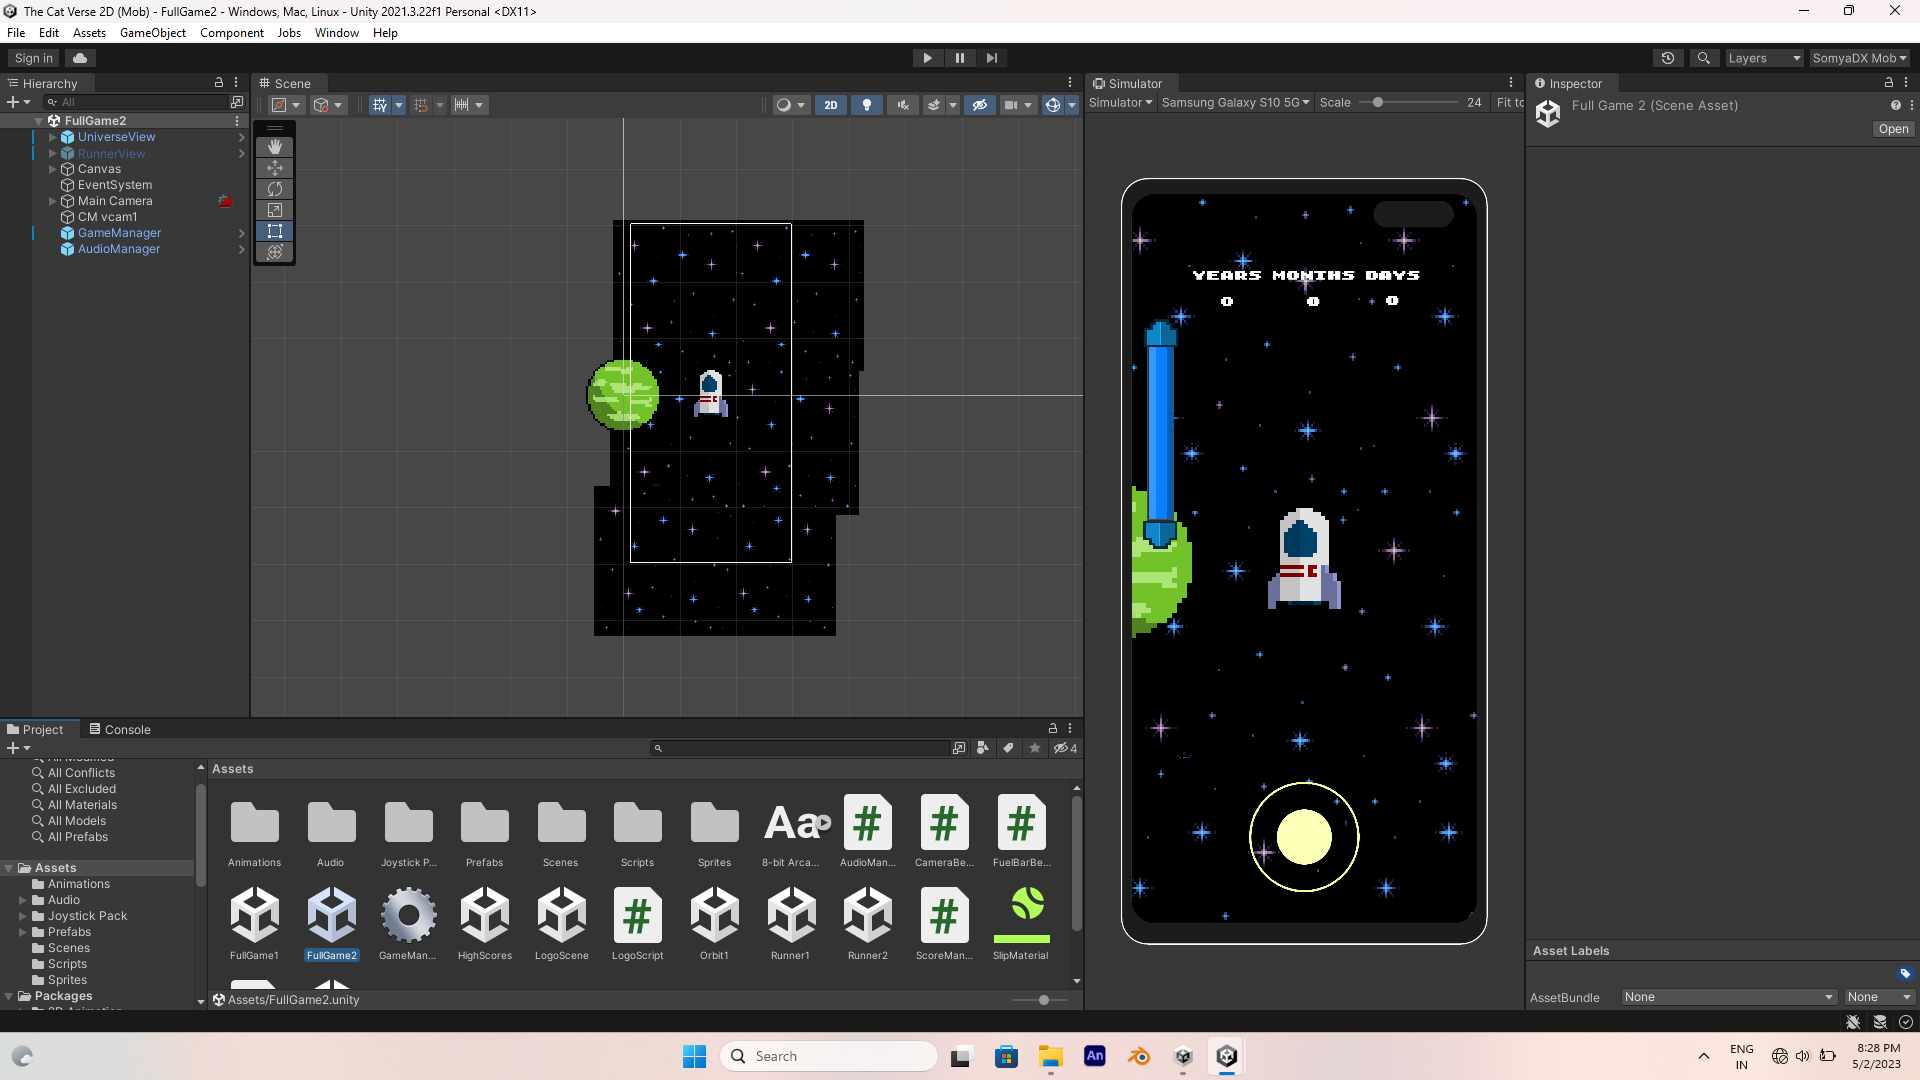 The Cat Verse 2D (Mob) - FullGame2 - Windows, Mac, Linux - Unity 2021.3.22f1 Personal <DX11>
File Edit Assets GameObject Component Jobs Window Help
Sign in
Layers
SomyaDX Mob
Hierarchy
All
FullGame2
UniverseView
RunnerView
Canvas
EventSystem
Main Camera
CM vcam1
GameManager
AudioManager
Scene
2D
Simulator
Simulator Samsung Galaxy S10 5G Scale 24 Fit to
YEARS MONTHS DAYS
0 0 0
Inspector
Full Game 2 (Scene Asset)
Open
Project Console
4
All Conflicts
All Excluded
All Materials
All Models
All Prefabs
Assets
Animations
Audio
Joystick Pack
Prefabs
Scenes
Scripts
Sprites
Packages
Assets
Aa
# # #
Animations Audio Joystick P... Prefabs Scenes Scripts Sprites 8-bit Arca... AudioMan... CameraBe... FuelBarBe...
# #
FullGame1 FullGame2 GameMan... HighScores LogoScene LogoScript Orbit1 Runner1 Runner2 ScoreMan... SlipMaterial
Assets/FullGame2.unity
Asset Labels
AssetBundle None None
Search
An
ENG
IN
8:28 PM
5/2/2023